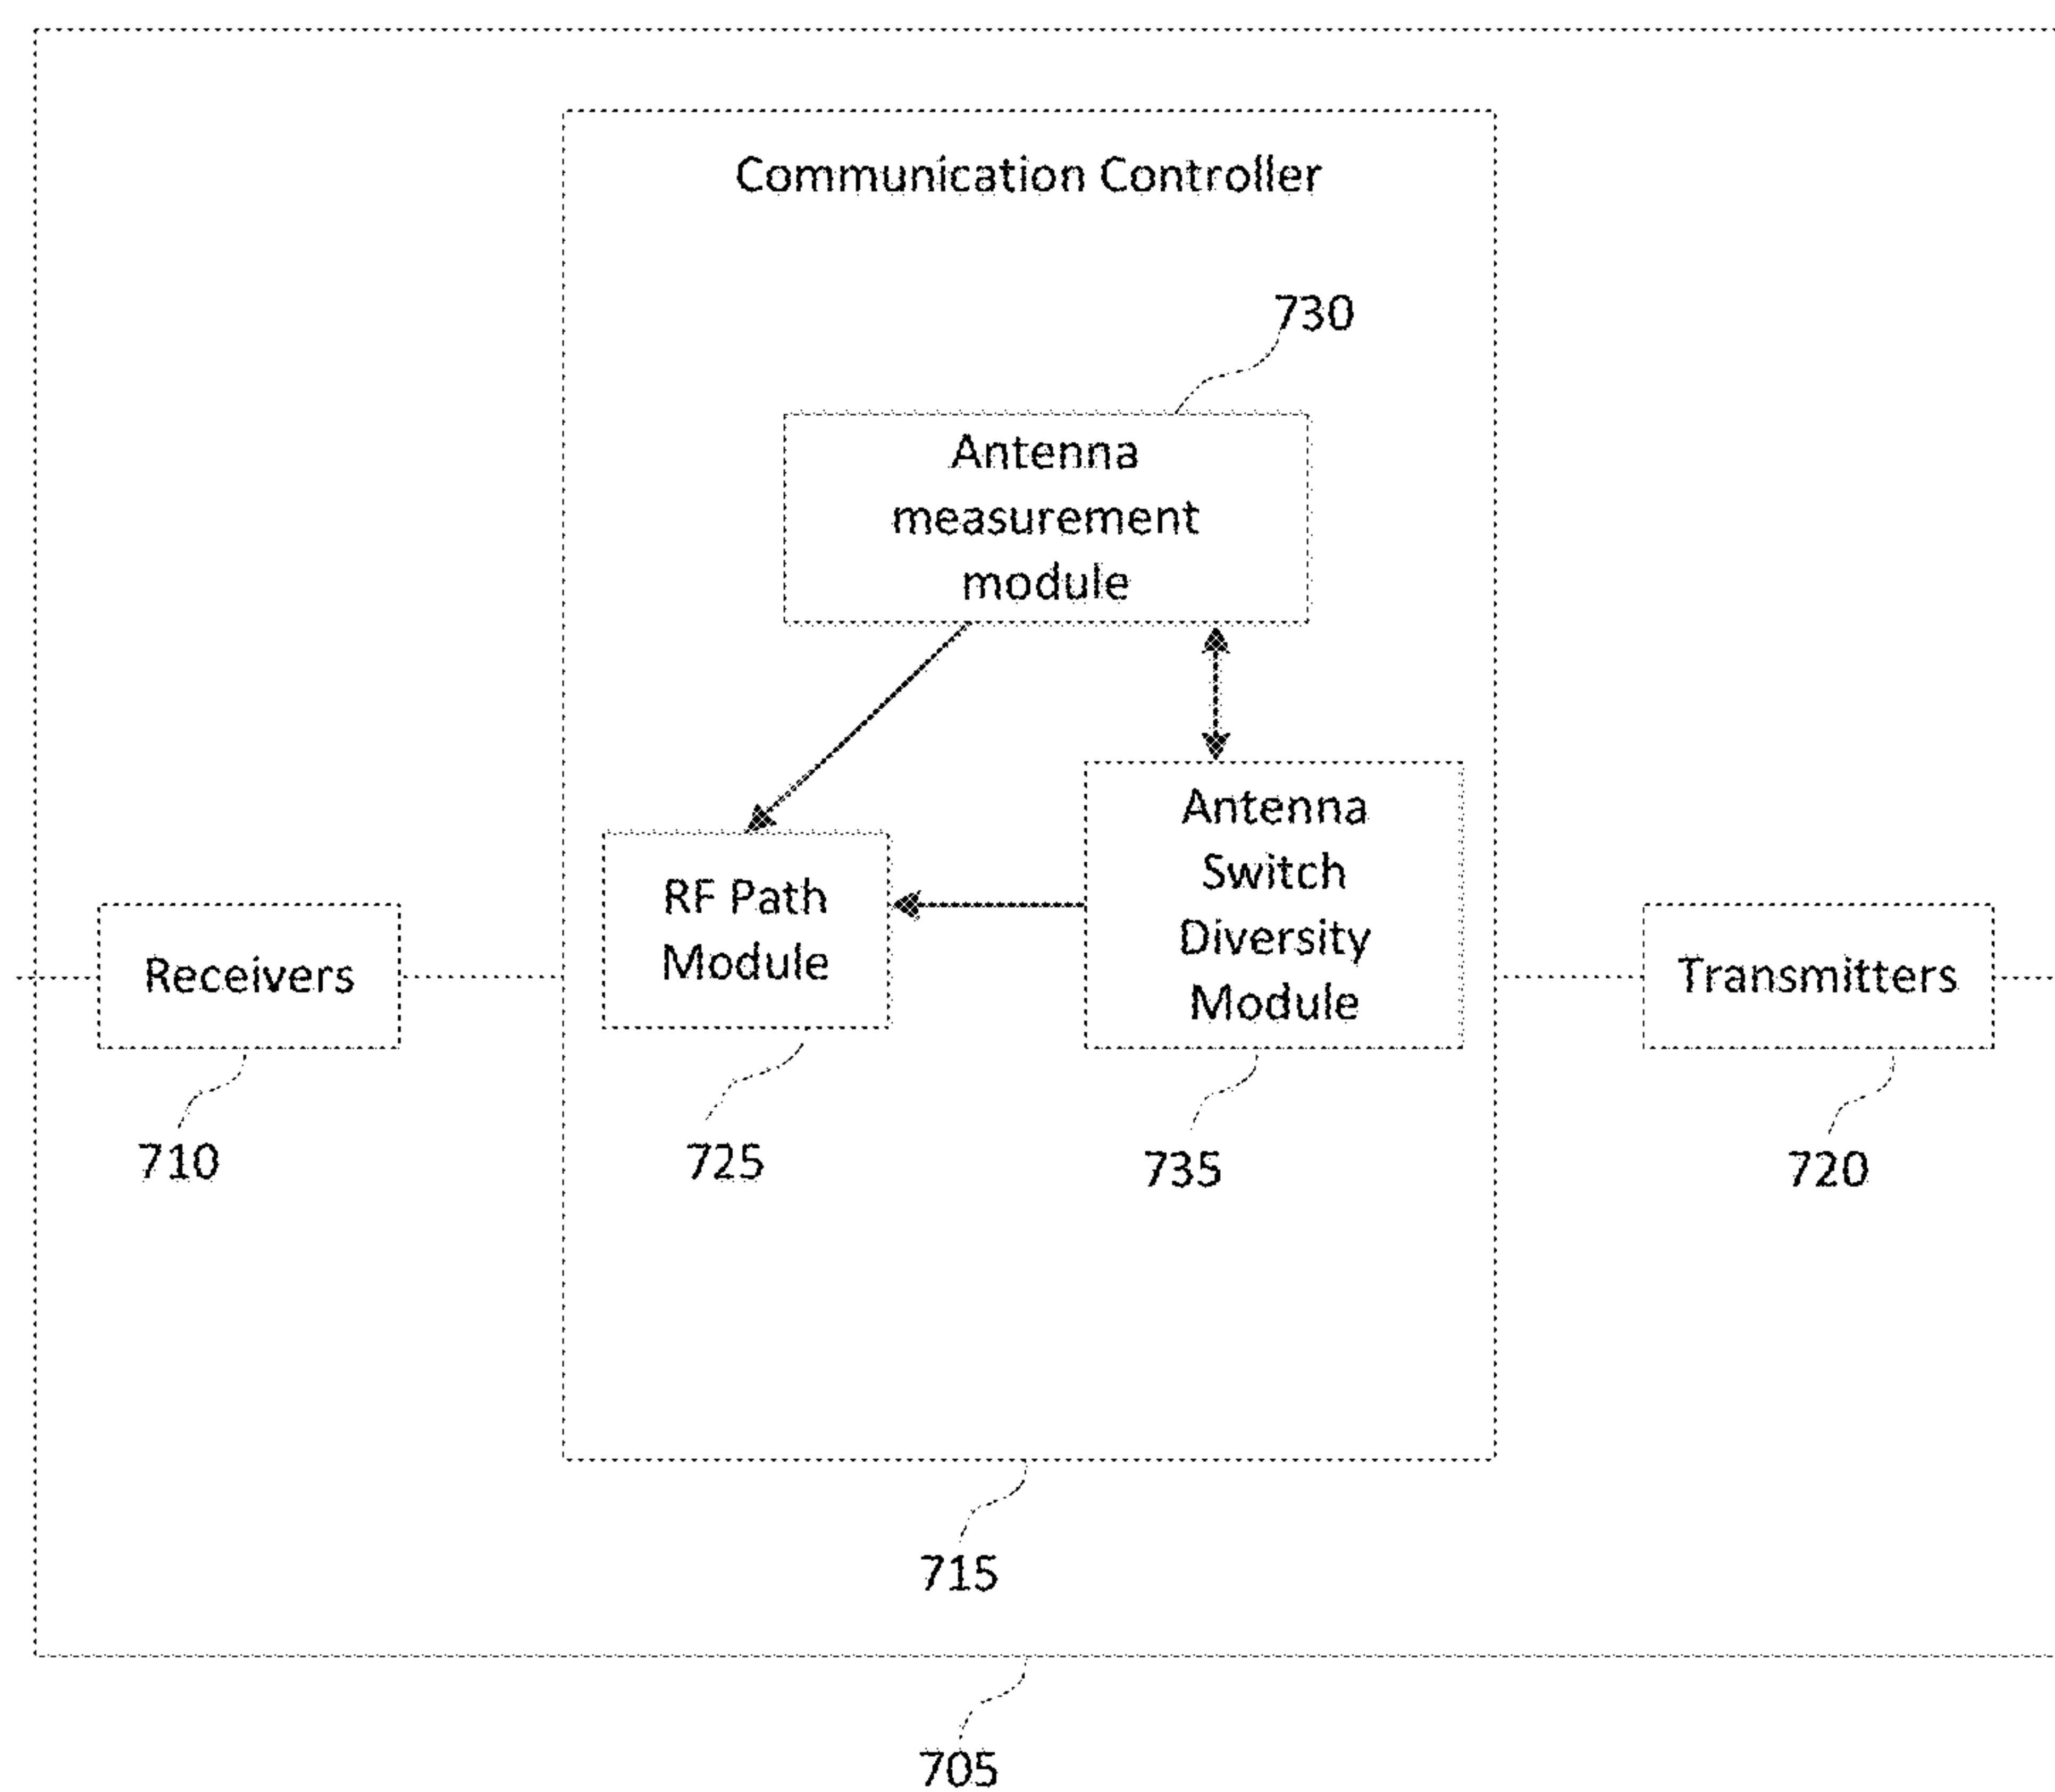 Communication Controller
730
Antenna
measurement
module
RF Path
Module
Antenna
Switch
Diversity
Module
Receivers
Transmitters
710
725
735
720
715
705